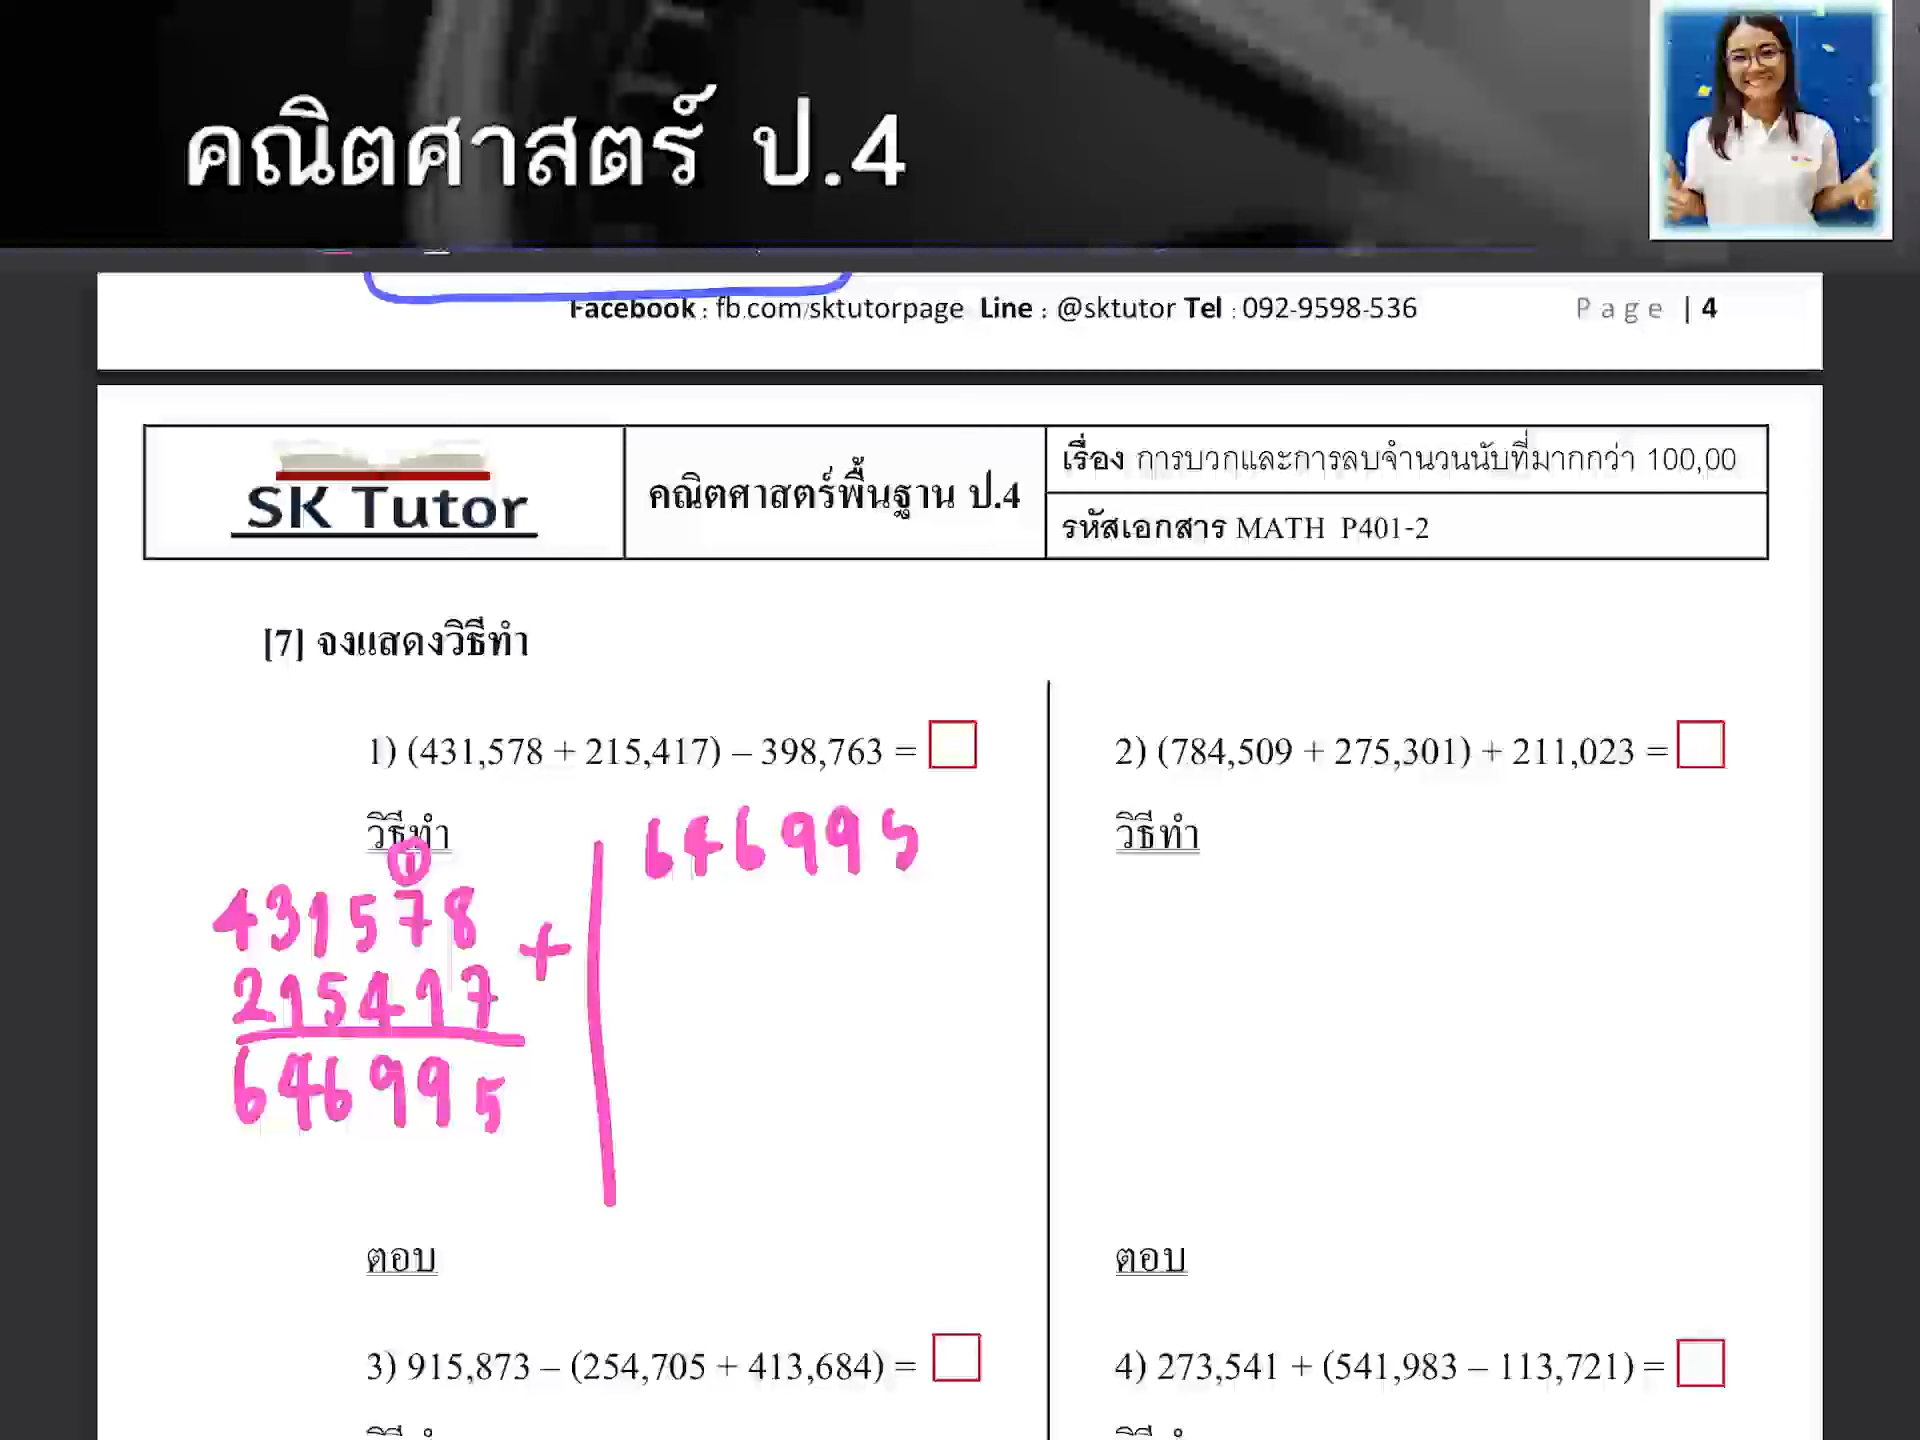 คณิตศาสตร์ ป.4
Facebook : fb.com/sktutorpage Line : @sktutor Tel : 092-9598-536 Page | 4
SK Tutor
คณิตศาสตร์พื้นฐาน ป.4
เรื่อง การบวกและการลบจำนวนนับที่มากกว่า 100,00
รหัสเอกสาร MATH P401-2
[7] จงแสดงวิธีทำ
1) (431,578 + 215,417) – 398,763 =
วิธีทำ
1
431578
+
215417
646995
646995
ตอบ
2) (784,509 + 275,301) + 211,023 =
วิธีทำ
ตอบ
3) 915,873 – (254,705 + 413,684) =
4) 273,541 + (541,983 – 113,721) =